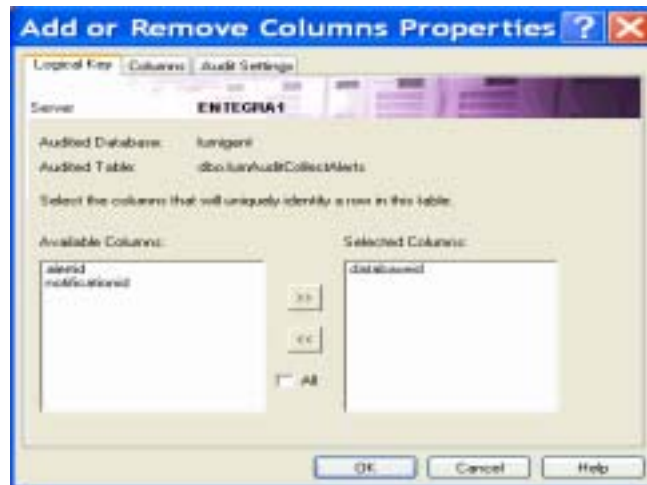 Add or Remove Columns Properties
Logical Key Columns Audit Settings
Server ENTEGRA1
Audited Database: lumigent
Audited Table: dbo.lumAuditCollectAlerts
Select the columns that will uniquely identify a row in this table.
Available Columns: Selected Columns:
alertid databaseid
notificationid
>>
<<
All
OK Cancel Help